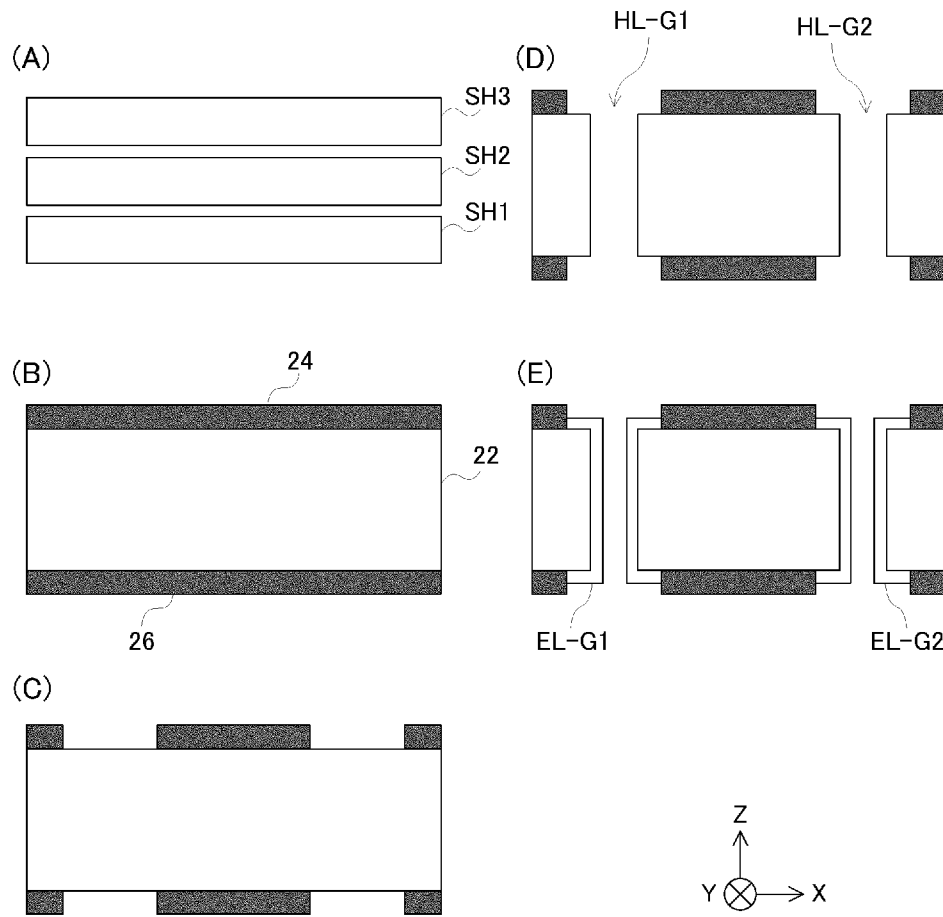 (A)
SH3
SH2
SH1
(B)
24
22
26
(C)
(D)
HL-G1
HL-G2
(E)
EL-G1
EL-G2
Z
Y
X